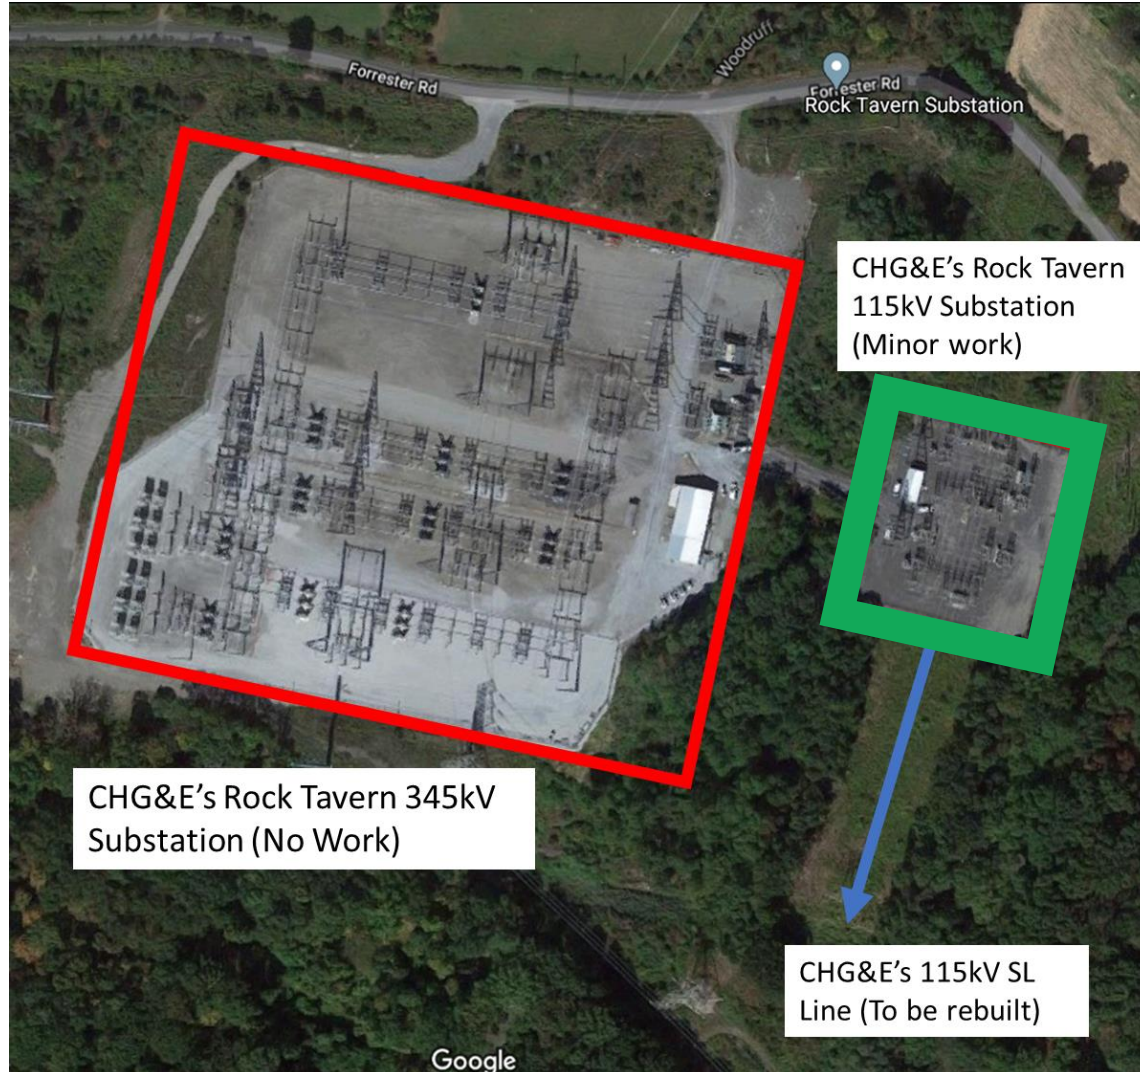 Woodruff
Forrester Rd
Forrester Rd
Rock Tavern Substation
CHG&E's Rock Tavern
115kV Substation
(Minor work)
CHG&E's Rock Tavern 345kV
Substation (No Work)
CHG&E's 115kV SL
Line (To be rebuilt)
Google